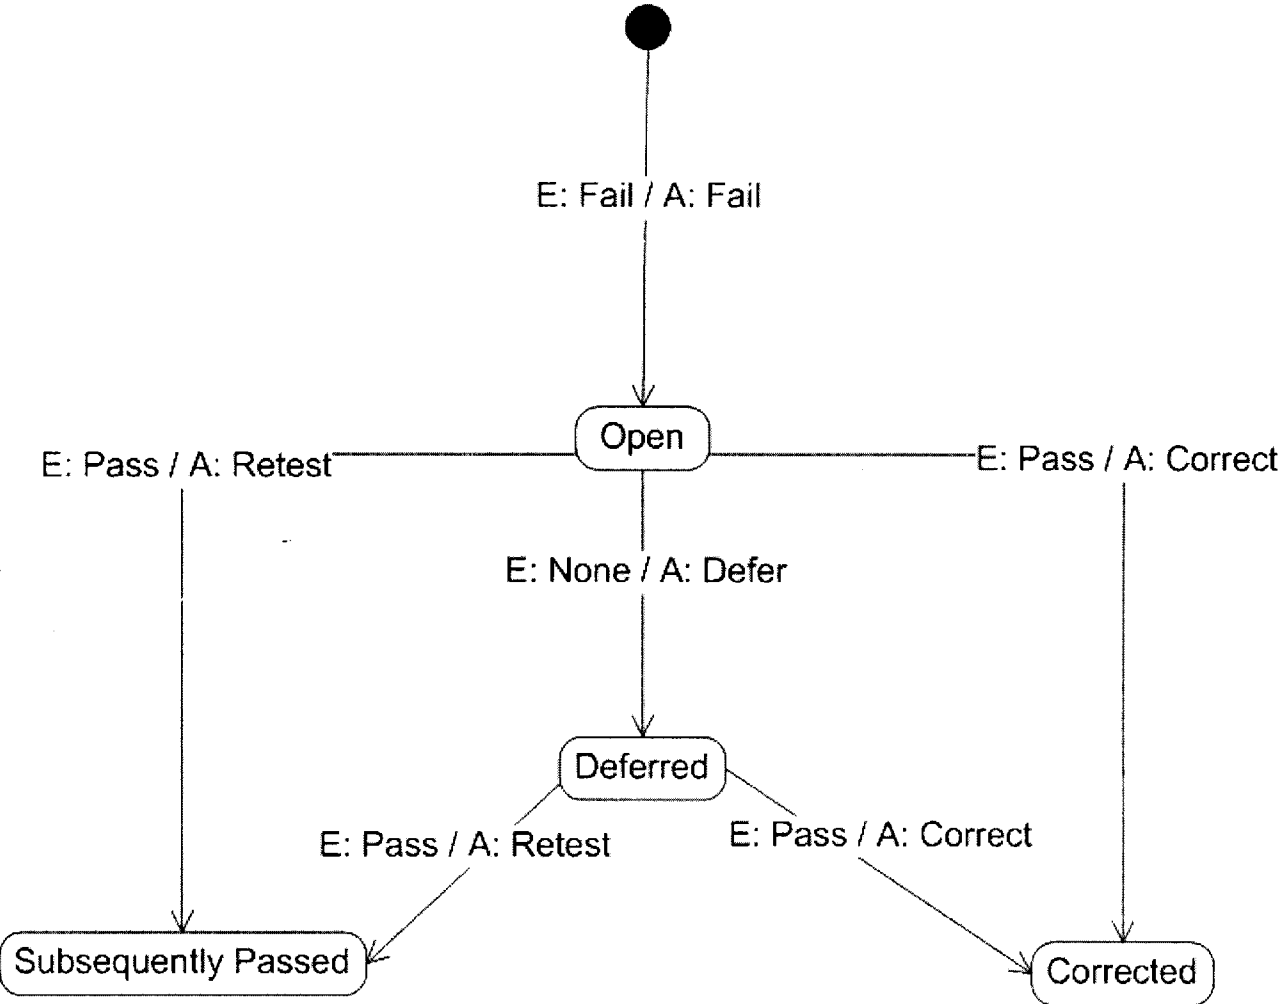 E: Fail / A: Fail
Open
E: Pass / A: Retest
E: Pass / A: Correct
E: None / A: Defer
Deferred
E: Pass / A: Retest
E: Pass / A: Correct
Subsequently Passed
Corrected